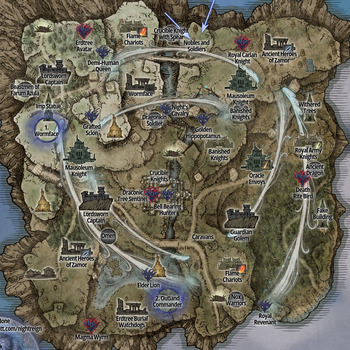 Crucible Knight
with Spear
Flame
Chariots
Nobles and
Soldiers
Erdtree
Avatar
Demi-Human
Queen
Royal Carian
Knight
Ancient Heroes
of Zamor
Lordsworn
Captain
Wormface
Beastmen of
Farum Azula
Mausoleum
Knight
Imp Statue
Night's
Cavalry
Dragonkin
Soldier
Banished
Knights
Withered
1.
Wormface
Grafted
Scion
Golden
Hippopotamus
Banished
Knights
Royal Army
Knights
Mausoleum
Knight
Crucible
Knights
Oracle
Envoys
Ancient
Dragon
Draconic
Tree Sentinel
Death
Rite Bird
Lordsworn
Captain
Bell Bearing
Hunter
Building
Guardian
Golem
Omen
Caravans
Ancient Heroes
of Zamor
Flame
Chariots
Elder Lion
2. Outland
Commander
Nox
Warriors
Royal
Revenant
Erdtree Burial
Watchdogs
Magma Wyrm
tt.com/nightreign